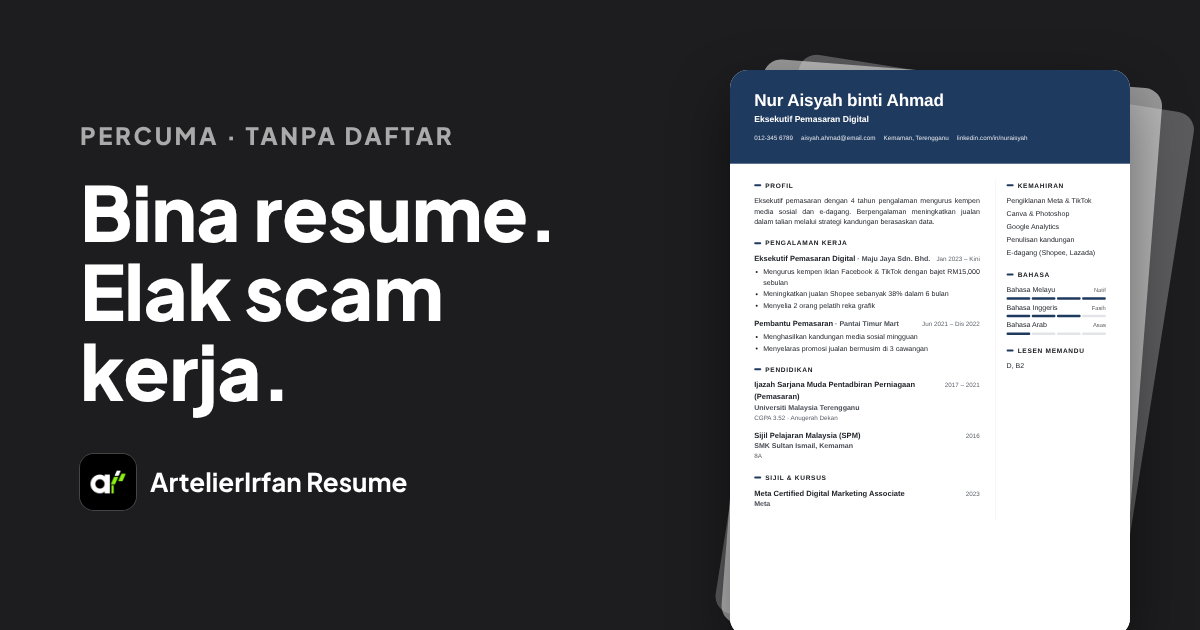 PERCUMA · TANPA DAFTAR
Bina resume.
Elak scam
kerja.
ArtelierIrfan Resume
Nur Aisyah binti Ahmad
Eksekutif Pemasaran Digital
012-345 6789 aisyah.ahmad@email.com Kemaman, Terengganu linkedin.com/in/nuraisyah
PROFIL
Eksekutif pemasaran dengan 4 tahun pengalaman mengurus kempen
media sosial dan e-dagang. Berpengalaman meningkatkan jualan
dalam talian melalui strategi kandungan berasaskan data.
PENGALAMAN KERJA
Eksekutif Pemasaran Digital · Maju Jaya Sdn. Bhd. Jan 2023 – Kini
• Mengurus kempen iklan Facebook & TikTok dengan bajet RM15,000
sebulan
• Meningkatkan jualan Shopee sebanyak 38% dalam 6 bulan
• Menyelia 2 orang pelatih reka grafik
Pembantu Pemasaran · Pantai Timur Mart Jun 2021 – Dis 2022
• Menghasilkan kandungan media sosial mingguan
• Menyelaras promosi jualan bermusim di 3 cawangan
PENDIDIKAN
Ijazah Sarjana Muda Pentadbiran Perniagaan 2017 – 2021
(Pemasaran)
Universiti Malaysia Terengganu
CGPA 3.52 - Anugerah Dekan
Sijil Pelajaran Malaysia (SPM) 2016
SMK Sultan Ismail, Kemaman
8A
SIJIL & KURSUS
Meta Certified Digital Marketing Associate 2023
Meta
KEMAHIRAN
Pengiklanan Meta & TikTok
Canva & Photoshop
Google Analytics
Penulisan kandungan
E-dagang (Shopee, Lazada)
BAHASA
Bahasa Melayu Natif
Bahasa Inggeris Fasih
Bahasa Arab Asas
LESEN MEMANDU
D, B2